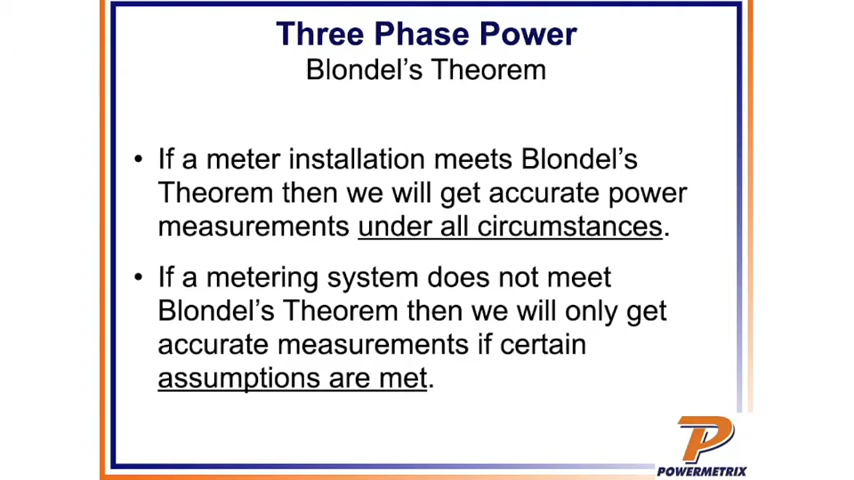 Three Phase Power
Blondel's Theorem
• If a meter installation meets Blondel's
Theorem then we will get accurate power
measurements under all circumstances.
• If a metering system does not meet
Blondel's Theorem then we will only get
accurate measurements if certain
assumptions are met.
P
POWERMETRIX